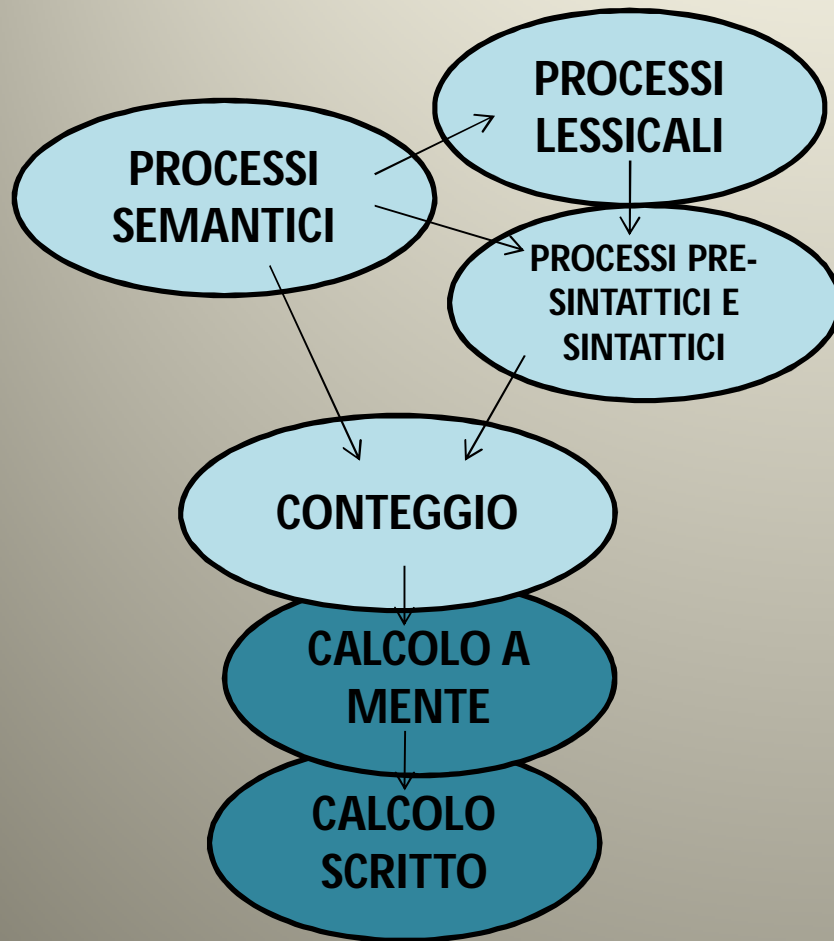 PROCESSI
LESSICALI
PROCESSI
SEMANTICI
PROCESSI PRE-
SINTATTICI E
SINTATTICI
CONTEGGIO
CALCOLO A
MENTE
CALCOLO
SCRITTO